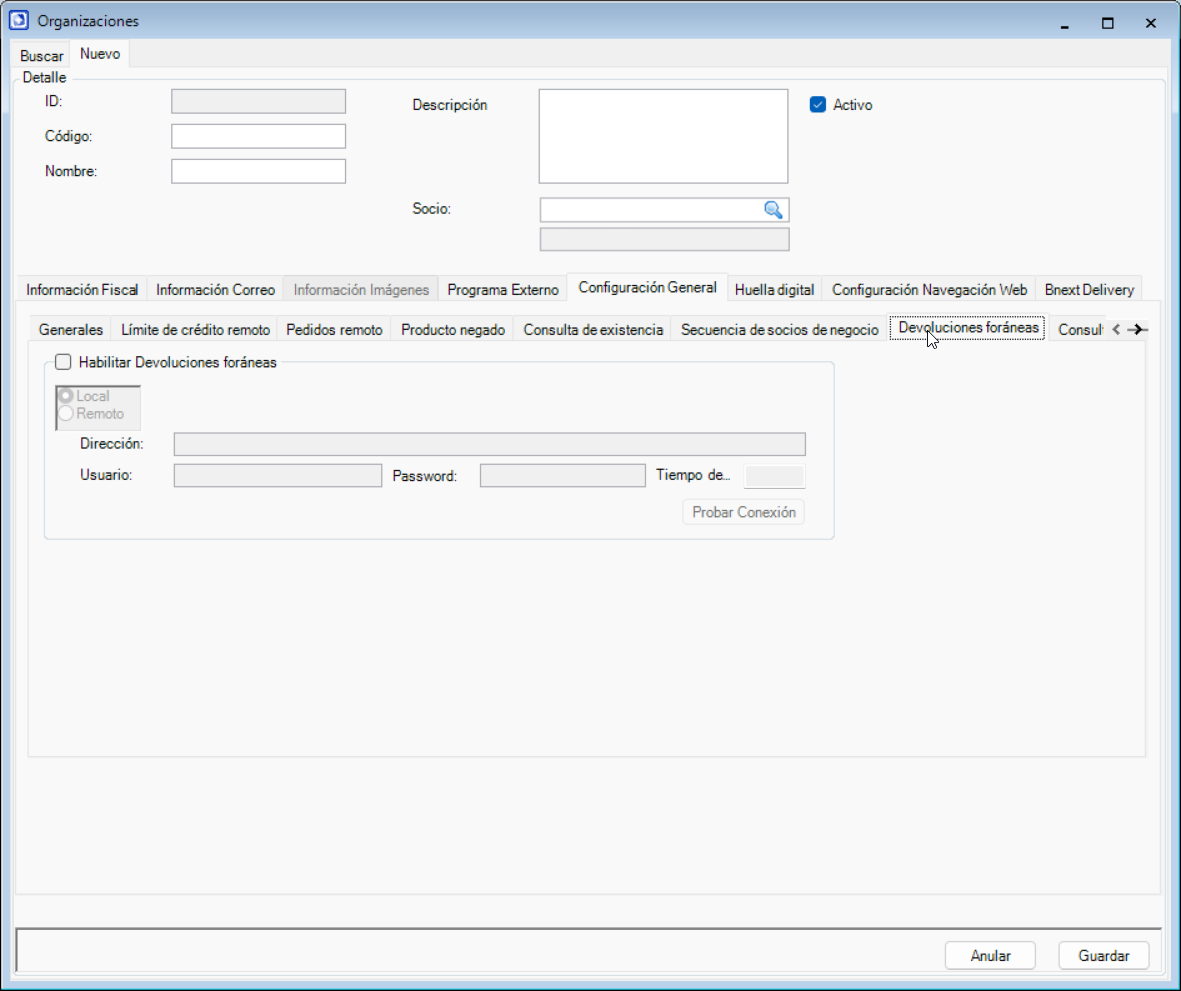 Organizaciones
Buscar Nuevo
Detalle
ID:
Descripción
Activo
Código:
Nombre:
Socio:
Información Fiscal Información Correo Información Imágenes Programa Externo Configuración General Huella digital Configuración Navegación Web Bnext Delivery
Generales Límite de crédito remoto Pedidos remoto Producto negado Consulta de existencia Secuencia de socios de negocio Devoluciones foráneas Consul
Habilitar Devoluciones foráneas
Local
Remoto
Dirección:
Usuario: Password: Tiempo de...
Probar Conexión
Anular Guardar